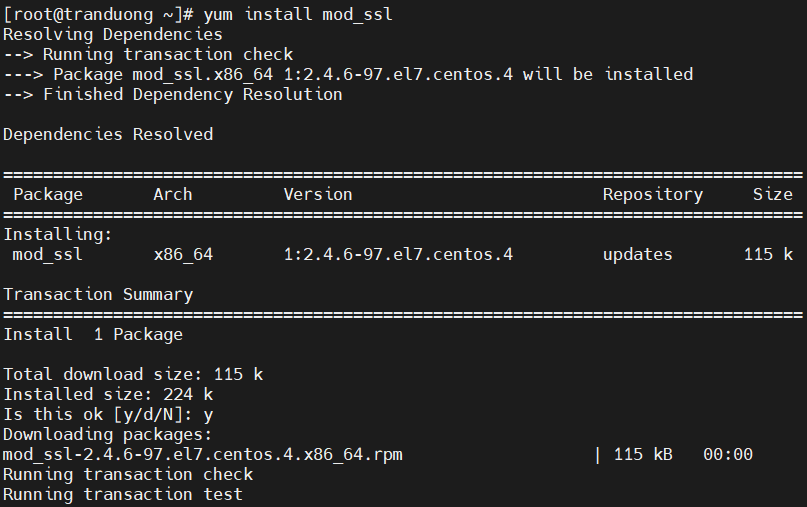 [root@tranduong ~]# yum install mod_ssl
Resolving Dependencies
--> Running transaction check
---> Package mod_ssl.x86_64 1:2.4.6-97.el7.centos.4 will be installed
--> Finished Dependency Resolution

Dependencies Resolved

================================================================================
 Package       Arch         Version                         Repository     Size
================================================================================
Installing:
 mod_ssl       x86_64       1:2.4.6-97.el7.centos.4         updates       115 k

Transaction Summary
================================================================================
Install  1 Package

Total download size: 115 k
Installed size: 224 k
Is this ok [y/d/N]: y
Downloading packages:
mod_ssl-2.4.6-97.el7.centos.4.x86_64.rpm                   | 115 kB   00:00
Running transaction check
Running transaction test